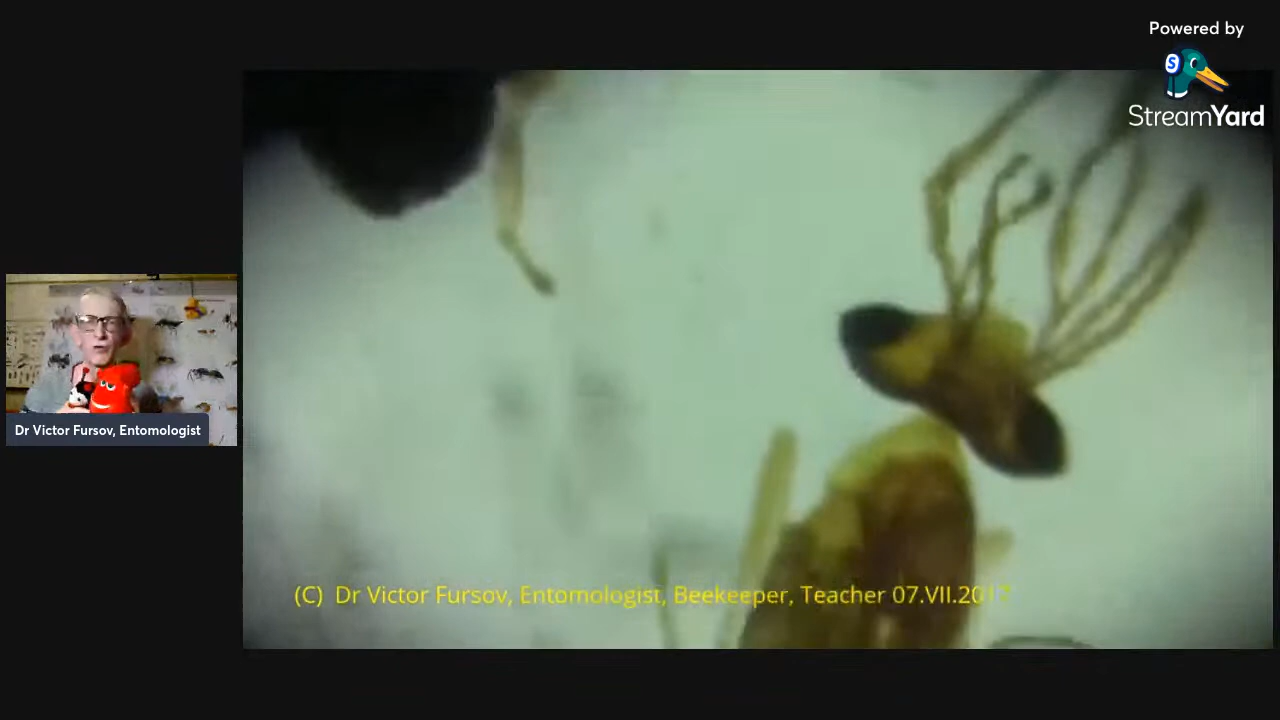 Powered by
S
StreamYard
Dr Victor Fursov, Entomologist
(C) Dr Victor Fursov, Entomologist, Beekeeper, Teacher 07.VII.2017